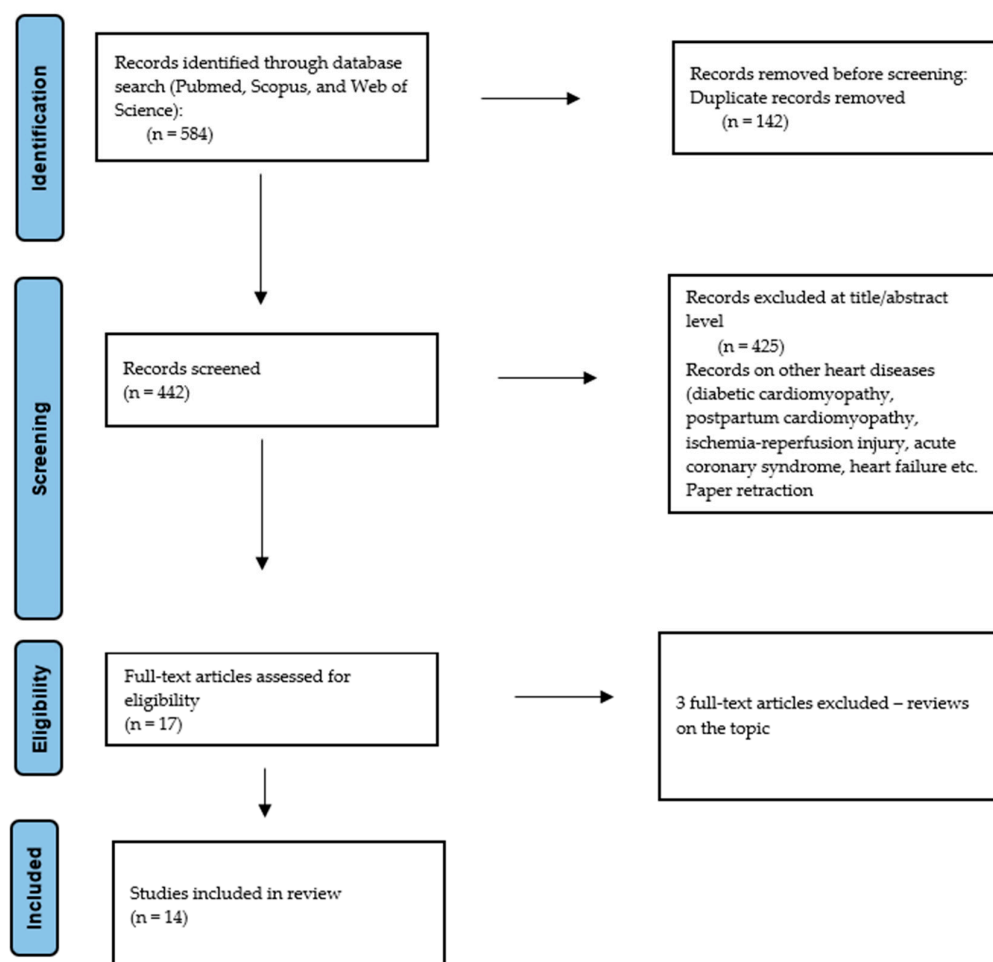 Identification
Records identified through database
search (Pubmed, Scopus, and Web of
Science):
(n = 584)
Records removed before screening:
Duplicate records removed
(n = 142)
Screening
Records screened
(n = 442)
Records excluded at title/abstract
level
(n = 425)
Records on other heart diseases
(diabetic cardiomyopathy,
postpartum cardiomyopathy,
ischemia-reperfusion injury, acute
coronary syndrome, heart failure etc.
Paper retraction
Eligibility
Full-text articles assessed for
eligibility
(n = 17)
3 full-text articles excluded – reviews
on the topic
Included
Studies included in review
(n = 14)